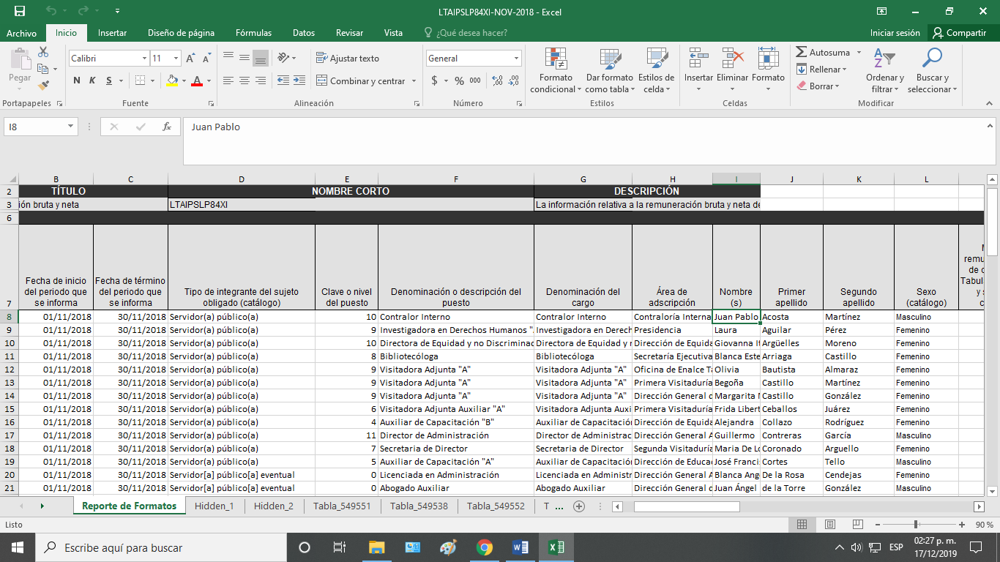 LTAIPSLP84XI-NOV-2018 - Excel
Archivo Inicio Insertar Diseño de página Fórmulas Datos Revisar Vista ¿Qué desea hacer? Iniciar sesión Compartir
Pegar Calibri 11 A A Ajustar texto General Autosuma
Rellenar
N K S A Combinar y centrar $ % 000 Borrar
Formato condicional Dar formato como tabla Estilos de celda Insertar Eliminar Formato Ordenar y filtrar Buscar y seleccionar
Portapapeles Fuente Alineación Número Estilos Celdas Modificar
I8 fx Juan Pablo
B C D E F G H I J K L
2 TÍTULO NOMBRE CORTO DESCRIPCIÓN
3 ión bruta y neta LTAIPSLP84XI La información relativa a la remuneración bruta y neta de
6
7 Fecha de inicio del periodo que se informa Fecha de término del periodo que se informa Tipo de integrante del sujeto obligado (catálogo) Clave o nivel del puesto Denominación o descripción del puesto Denominación del cargo Área de adscripción Nombre (s) Primer apellido Segundo apellido Sexo (catálogo) remu de Tabul y s
8 01/11/2018 30/11/2018 Servidor(a) público(a) 10 Contralor Interno Contralor Interno Contraloría Interna Juan Pablo Acosta Martínez Masculino
9 01/11/2018 30/11/2018 Servidor(a) público(a) 9 Investigadora en Derechos Humanos " Investigadora en Derech Presidencia Laura Aguilar Pérez Femenino
10 01/11/2018 30/11/2018 Servidor(a) público(a) 10 Directora de Equidad y no Discriminac Directora de Equidad y n Dirección de Equida Giovanna It Argüelles Moreno Femenino
11 01/11/2018 30/11/2018 Servidor(a) público(a) 8 Bibliotecóloga Bibliotecóloga Secretaría Ejecutiva Blanca Este Arriaga Castillo Femenino
12 01/11/2018 30/11/2018 Servidor(a) público(a) 9 Visitadora Adjunta "A" Visitadora Adjunta "A" Oficina de Enalce Ta Olivia Bautista Almaraz Femenino
13 01/11/2018 30/11/2018 Servidor(a) público(a) 9 Visitadora Adjunta "A" Visitadora Adjunta "A" Primera Visitaduría Begoña Castillo Martínez Femenino
14 01/11/2018 30/11/2018 Servidor(a) público(a) 9 Visitadora Adjunta "A" Visitadora Adjunta "A" Dirección General d Margarita M Castillo González Femenino
15 01/11/2018 30/11/2018 Servidor(a) público(a) 6 Visitadora Adjunta Auxiliar "A" Visitadora Adjunta Auxi Primera Visitaduría Frida Libert Ceballos Juárez Femenino
16 01/11/2018 30/11/2018 Servidor(a) público(a) 4 Auxiliar de Capacitación "B" Auxiliar de Capacitación Dirección de Equida Alejandra Collazo Rodríguez Femenino
17 01/11/2018 30/11/2018 Servidor(a) público(a) 11 Director de Administración Director de Administrac Dirección General A Guillermo Contreras García Masculino
18 01/11/2018 30/11/2018 Servidor(a) público(a) 7 Secretaria de Director Secretaria de Director Segunda Visitaduría Maria De Lo Coronado Arguello Femenino
19 01/11/2018 30/11/2018 Servidor(a) público(a) 5 Auxiliar de Capacitación "A" Auxiliar de Capacitación Dirección de Educa José Franci Cortes Tello Masculino
20 01/11/2018 30/11/2018 Servidor[a] público[a] eventual 0 Licenciada en Administración Licenciada en Administr Dirección General A Blanca Ang De la Rosa Cendejas Femenino
21 01/11/2018 30/11/2018 Servidor[a] público[a] eventual 0 Abogado Auxiliar Abogado Auxiliar Dirección General d Juan Ángel de la Torre González Masculino
Reporte de Formatos Hidden_1 Hidden_2 Tabla_549551 Tabla_549538 Tabla_549552 T ...
Listo 90 %
Escribe aquí para buscar ESP 02:27 p. m.
17/12/2019